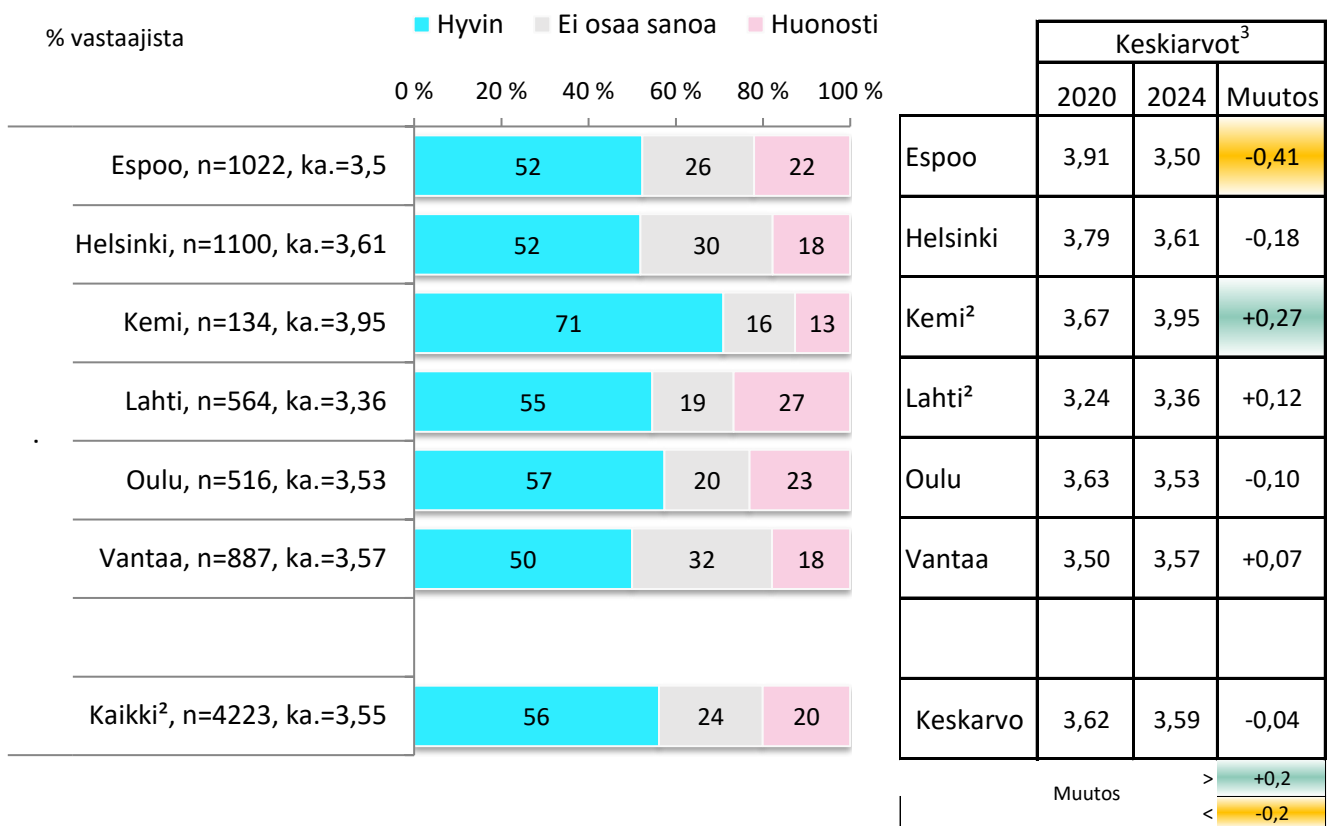 % vastaajista
Hyvin Ei osaa sanoa Huonosti
0 % 20 % 40 % 60 % 80 % 100 %
Espoo, n=1022, ka.=3,5 52 26 22
Helsinki, n=1100, ka.=3,61 52 30 18
Kemi, n=134, ka.=3,95 71 16 13
Lahti, n=564, ka.=3,36 55 19 27
.
Oulu, n=516, ka.=3,53 57 20 23
Vantaa, n=887, ka.=3,57 50 32 18
Kaikki², n=4223, ka.=3,55 56 24 20
Keskiarvot³
2020 2024 Muutos
Espoo 3,91 3,50 -0,41
Helsinki 3,79 3,61 -0,18
Kemi² 3,67 3,95 +0,27
Lahti² 3,24 3,36 +0,12
Oulu 3,63 3,53 -0,10
Vantaa 3,50 3,57 +0,07
Keskarvo 3,62 3,59 -0,04
Muutos
> +0,2
< -0,2